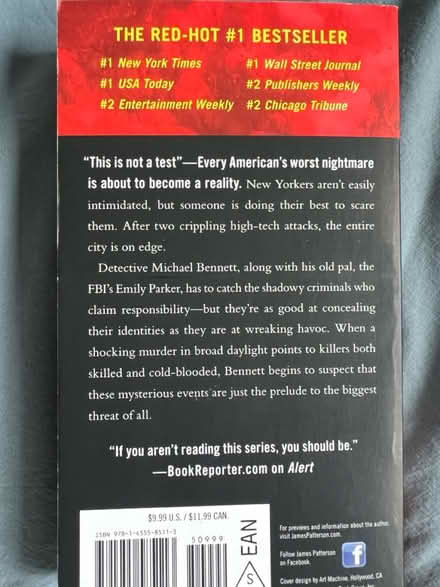 THE RED-HOT #1 BESTSELLER
#1 New York Times #1 Wall Street Journal
#1 USA Today #2 Publishers Weekly
#2 Entertainment Weekly #2 Chicago Tribune
“This is not a test”—Every American’s worst nightmare
is about to become a reality. New Yorkers aren’t easily
intimidated, but someone is doing their best to scare
them. After two crippling high-tech attacks, the entire
city is on edge.
Detective Michael Bennett, along with his old pal, the
FBI’s Emily Parker, has to catch the shadowy criminals who
claim responsibility—but they’re as good at concealing
their identities as they are at wreaking havoc. When a
shocking murder in broad daylight points to killers both
skilled and cold-blooded, Bennett begins to suspect that
these mysterious events are just the prelude to the biggest
threat of all.
“If you aren’t reading this series, you should be.”
—BookReporter.com on Alert
$9.99 U.S. / $11.99 CAN.
ISBN 978-1-4555-8511-3
50999
S
EAN
For previews and information about the author,
visit JamesPatterson.com
Follow James Patterson
on Facebook.
f
Cover design by Art Machine, Hollywood, CA